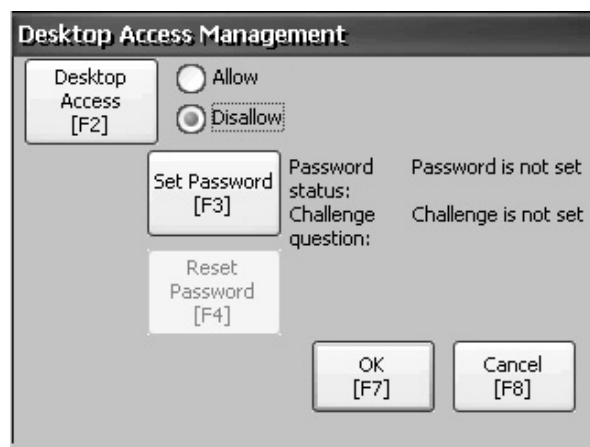 Desktop Access Management
Desktop
Access
[F2]
Allow
Disallow
Set Password
[F3]
Password
status:
Password is not set
Challenge
question:
Challenge is not set
Reset
Password
[F4]
OK
[F7]
Cancel
[F8]